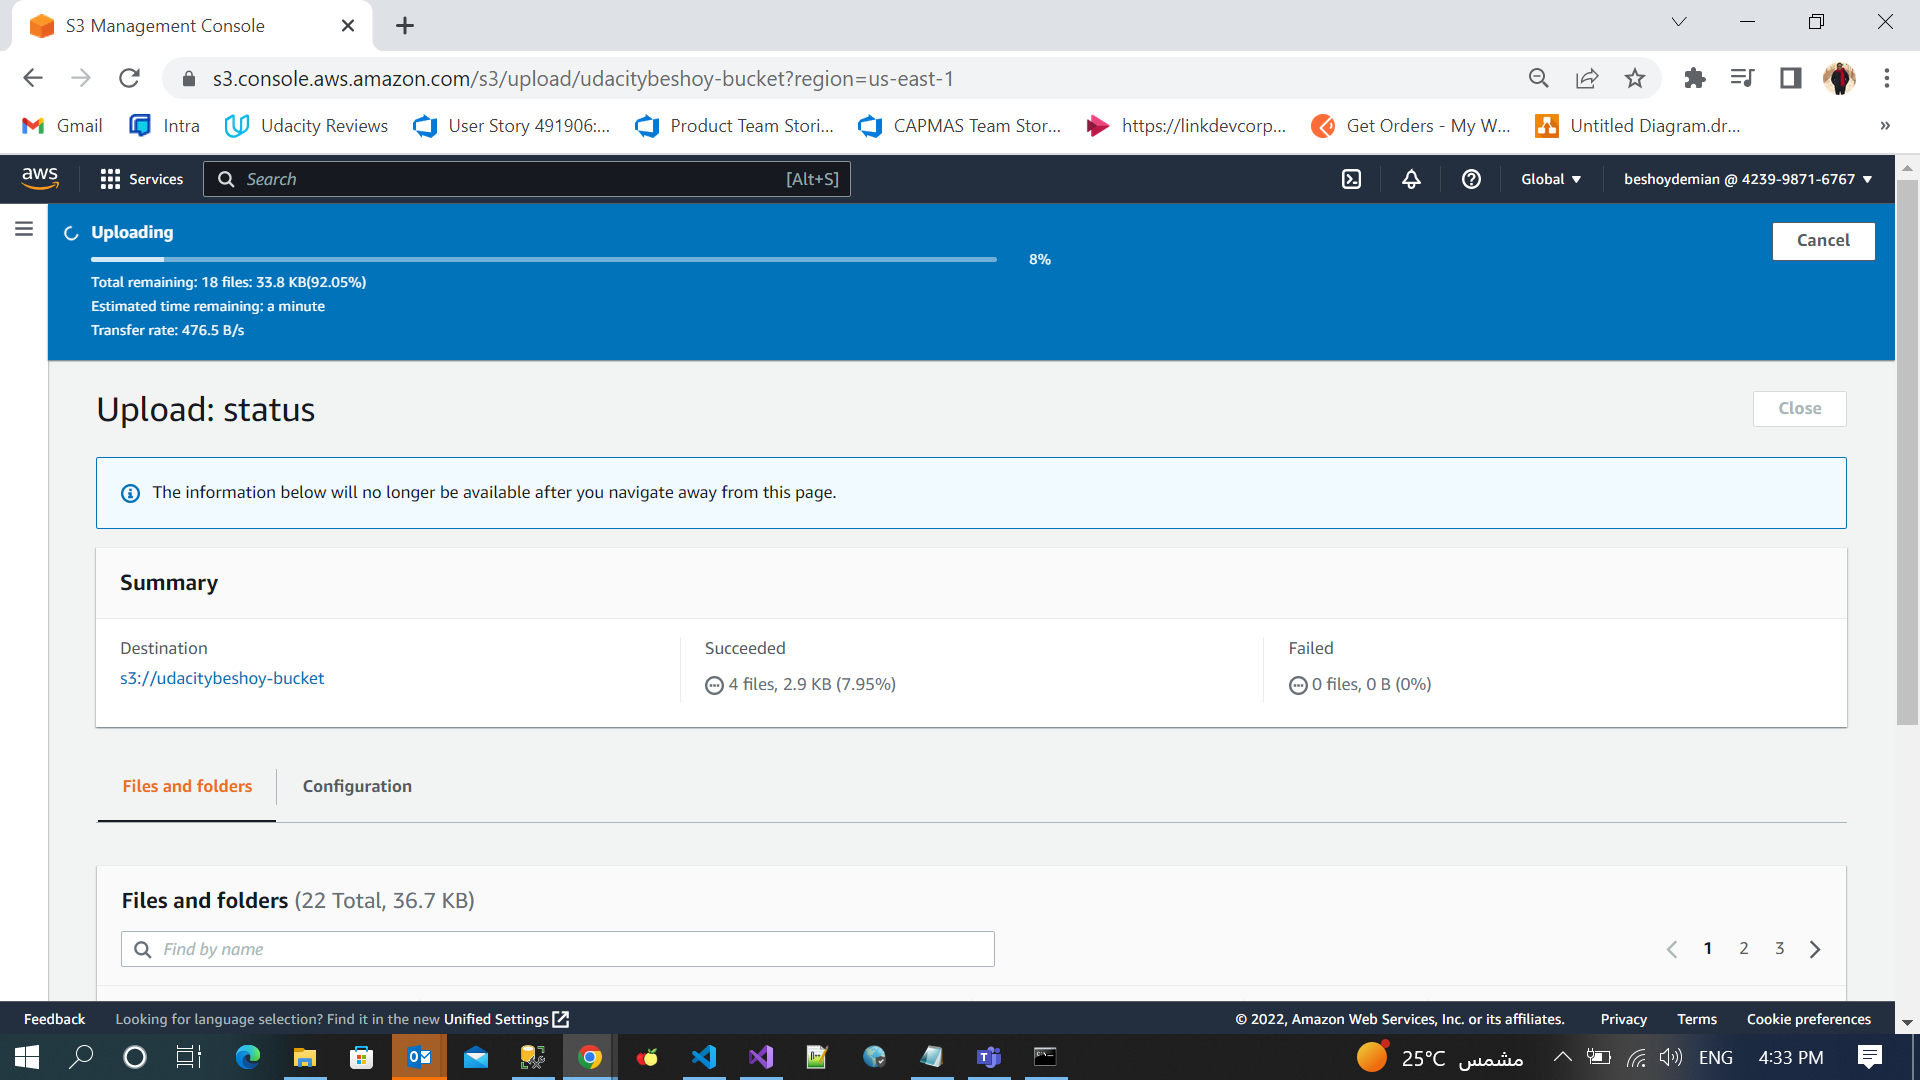 S3 Management Console
s3.console.aws.amazon.com/s3/upload/udacitybeshoy-bucket?region=us-east-1
Gmail Intra Udacity Reviews User Story 491906:... Product Team Stori... CAPMAS Team Stor... https://linkdevcorp... Get Orders - My W... Untitled Diagram.dr... »
aws Services Search [Alt+S] Global beshoydemian @ 4239-9871-6767
Uploading
Cancel
8%
Total remaining: 18 files: 33.8 KB(92.05%)
Estimated time remaining: a minute
Transfer rate: 476.5 B/s
Upload: status
Close
The information below will no longer be available after you navigate away from this page.
Summary
Destination
s3://udacitybeshoy-bucket
Succeeded
4 files, 2.9 KB (7.95%)
Failed
0 files, 0 B (0%)
Files and folders
Configuration
Files and folders (22 Total, 36.7 KB)
Find by name
1 2 3
Feedback Looking for language selection? Find it in the new Unified Settings © 2022, Amazon Web Services, Inc. or its affiliates. Privacy Terms Cookie preferences
25°C مشمس ENG 4:33 PM